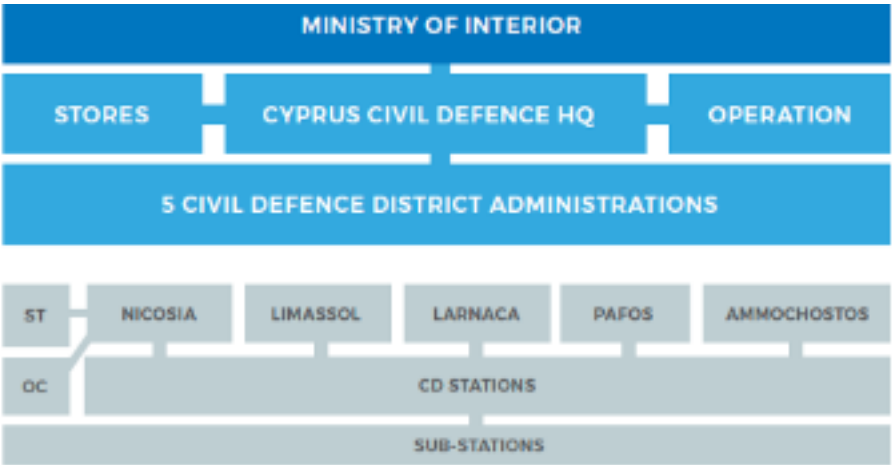 MINISTRY OF INTERIOR
STORES
CYPRUS CIVIL DEFENCE HQ
OPERATION
5 CIVIL DEFENCE DISTRICT ADMINISTRATIONS
ST
NICOSIA
LIMASSOL
LARNACA
PAFOS
AMMOCHOSTOS
OC
CD STATIONS
SUB-STATIONS